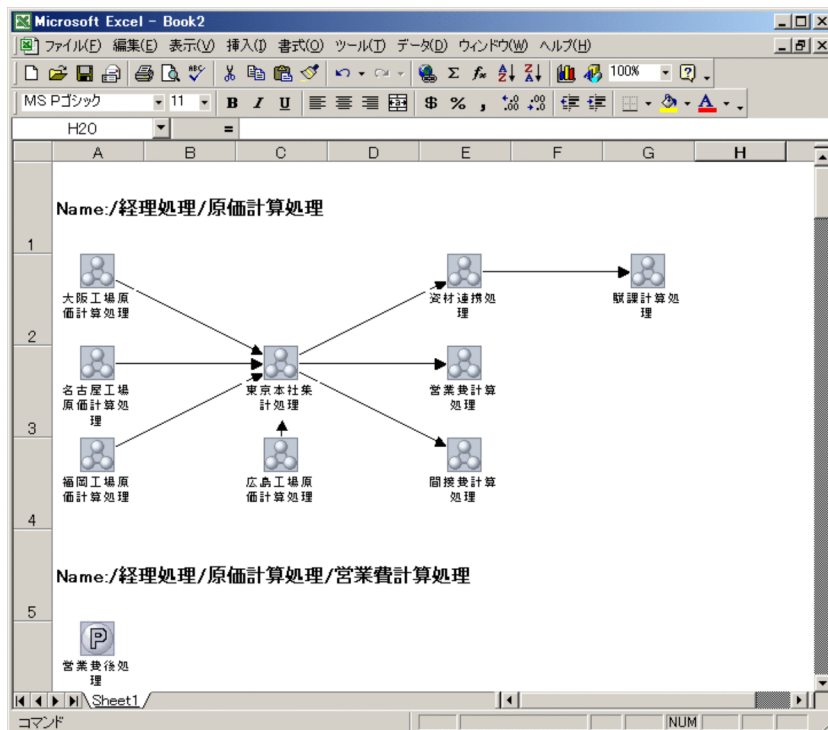 Microsoft Excel - Book2
ファイル(F) 編集(E) 表示(V) 挿入(I) 書式(O) ツール(T) データ(D) ウィンドウ(W) ヘルプ(H)
100%
MS Pゴシック 11 B I U $ % ,
H20 =
A B C D E F G H
Name:/経理処理/原価計算処理
1
大阪工場原
価計算処理
資材連携処
理
賦課計算処
理
2
名古屋工場
原価計算処
理
東京本社集
計処理
営業費計算
処理
3
福岡工場原
価計算処理
広島工場原
価計算処理
間接費計算
処理
4
Name:/経理処理/原価計算処理/営業費計算処理
5
P
営業費後処
理
Sheet1
コマンド NUM